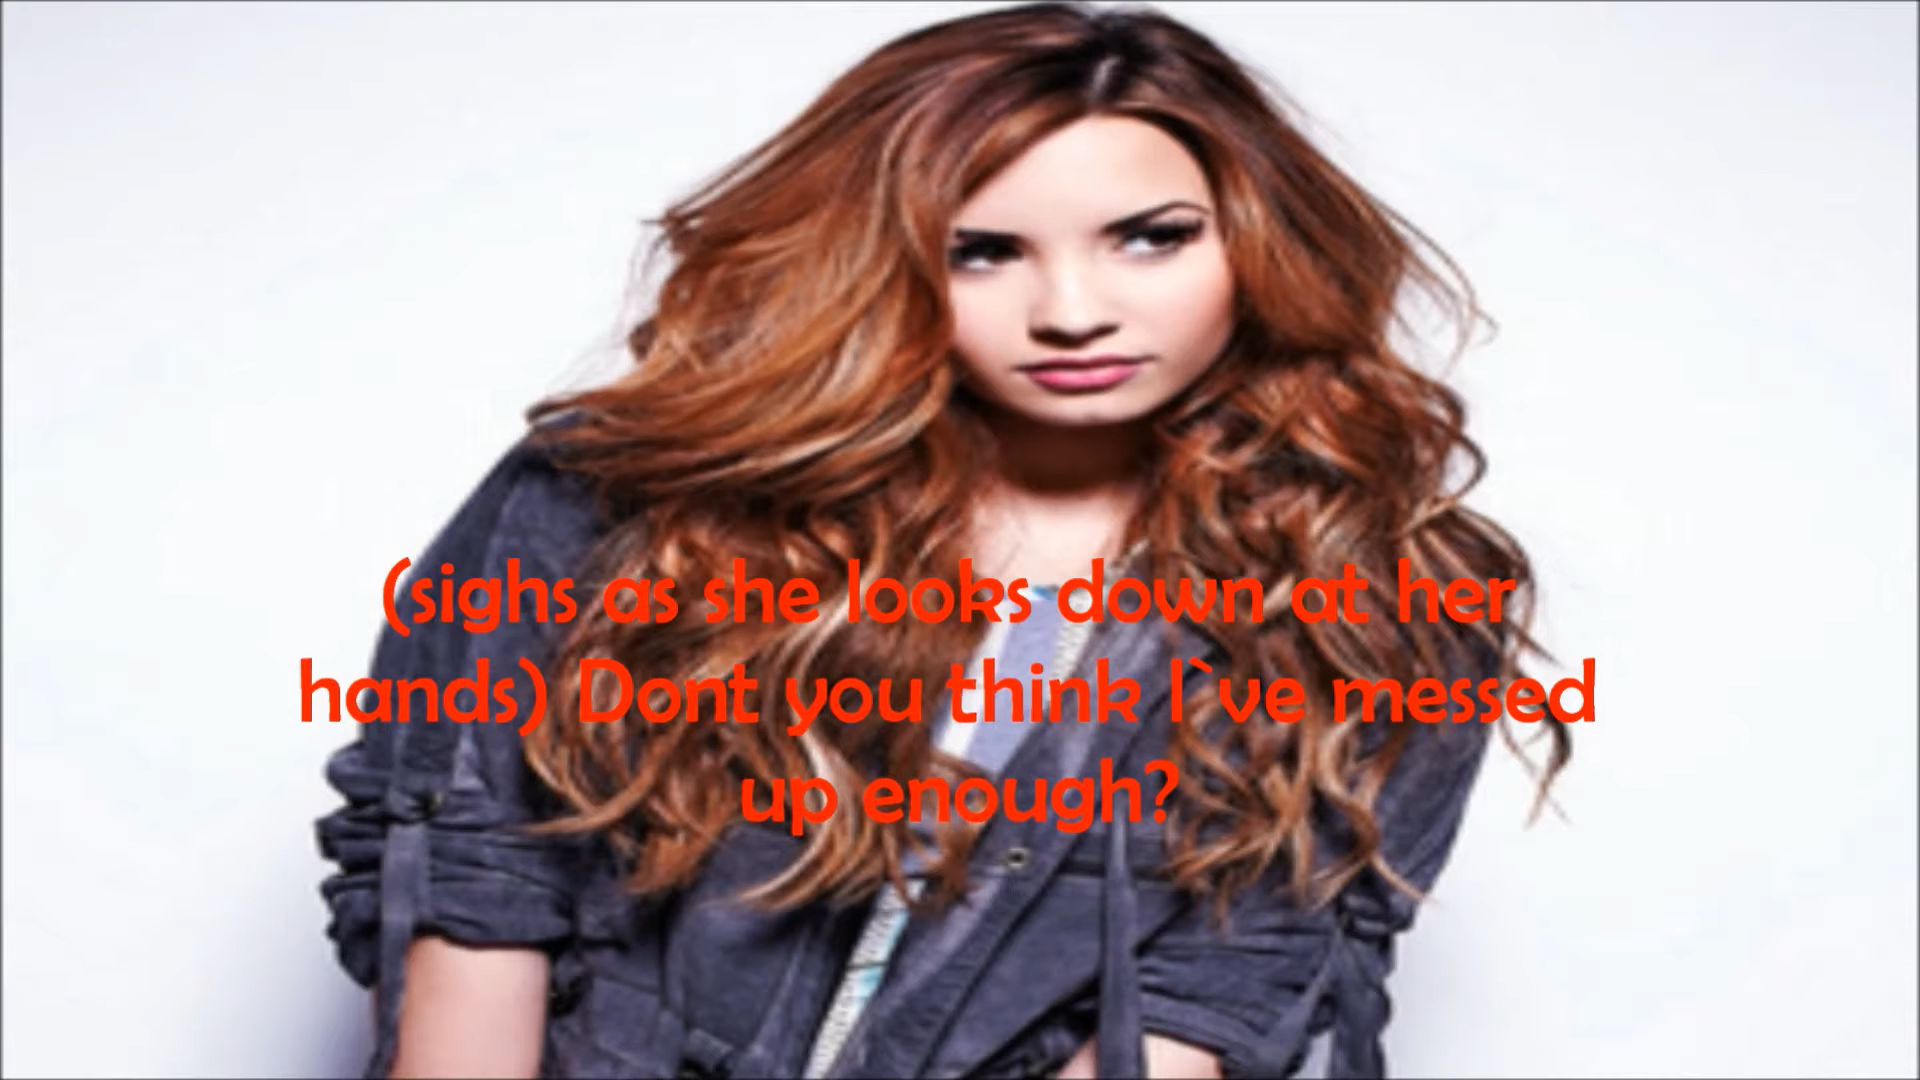 (sighs as she looks down at her
hands) Dont you think I`ve messed
up enough?